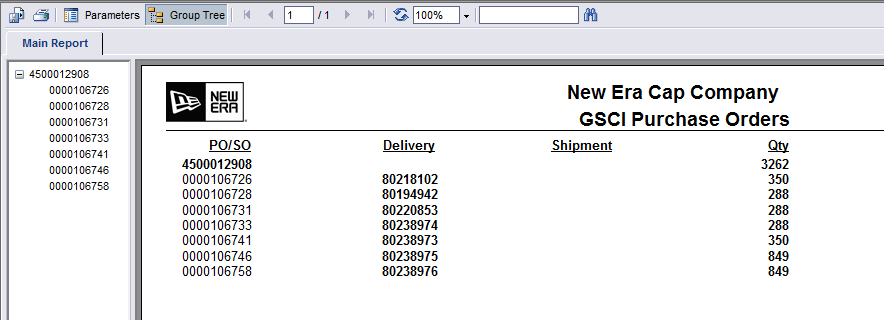 Parameters Group Tree 1 / 1 100%
Main Report
4500012908
0000106726
0000106728
0000106731
0000106733
0000106741
0000106746
0000106758
NEW ERA
New Era Cap Company
GSCI Purchase Orders
PO/SO Delivery Shipment Qty
4500012908 3262
0000106726 80218102 350
0000106728 80194942 288
0000106731 80220853 288
0000106733 80238974 288
0000106741 80238973 350
0000106746 80238975 849
0000106758 80238976 849